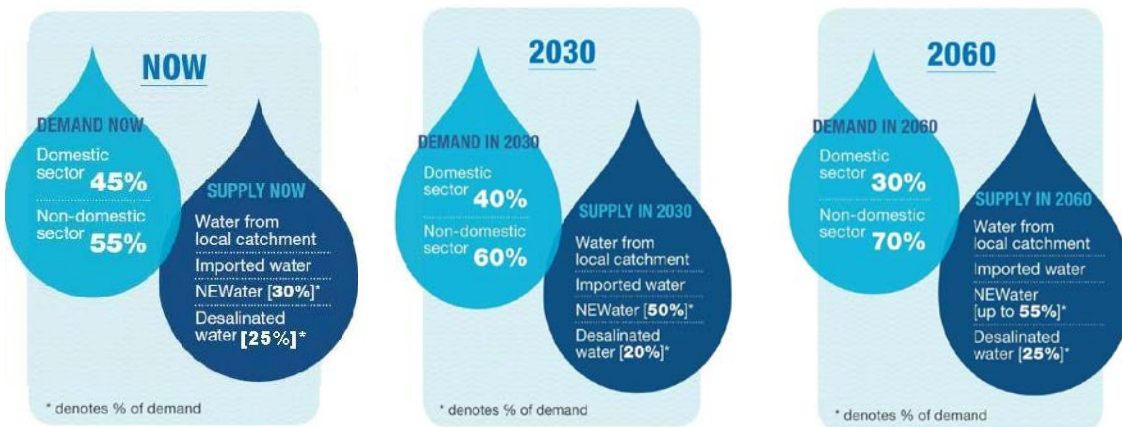 NOW
DEMAND NOW
Domestic
sector 45%
Non-domestic
sector 55%
SUPPLY NOW
Water from
local catchment
Imported water
NEWater [30%]*
Desalinated
water [25%]*
* denotes % of demand
2030
DEMAND IN 2030
Domestic
sector 40%
Non-domestic
sector 60%
SUPPLY IN 2030
Water from
local catchment
Imported water
NEWater [50%]*
Desalinated
water [20%]*
* denotes % of demand
2060
DEMAND IN 2060
Domestic
sector 30%
Non-domestic
sector 70%
SUPPLY IN 2060
Water from
local catchment
Imported water
NEWater
[up to 55%]*
Desalinated
water [25%]*
* denotes % of demand